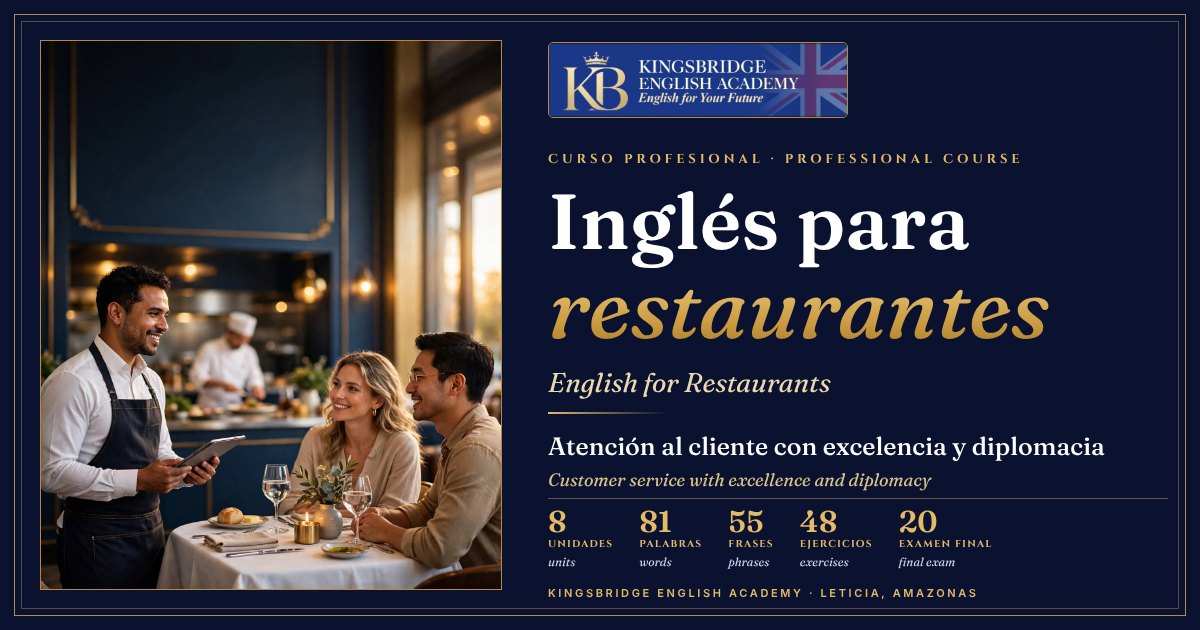 KB
KINGSBRIDGE
ENGLISH ACADEMY
English for Your Future
CURSO PROFESIONAL · PROFESSIONAL COURSE
Inglés para
restaurantes
English for Restaurants
Atención al cliente con excelencia y diplomacia
Customer service with excellence and diplomacy
8 81 55 48 20
UNIDADES PALABRAS FRASES EJERCICIOS EXAMEN FINAL
units words phrases exercises final exam
KINGSBRIDGE ENGLISH ACADEMY · LETICIA, AMAZONAS